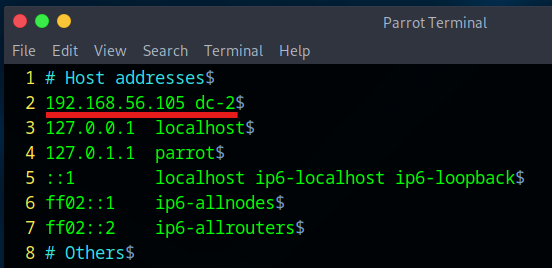 Parrot Terminal
File Edit View Search Terminal Help
1 # Host addresses$
2 192.168.56.105 dc-2$
3 127.0.0.1  localhost$
4 127.0.1.1  parrot$
5 ::1        localhost ip6-localhost ip6-loopback$
6 ff02::1    ip6-allnodes$
7 ff02::2    ip6-allrouters$
8 # Others$